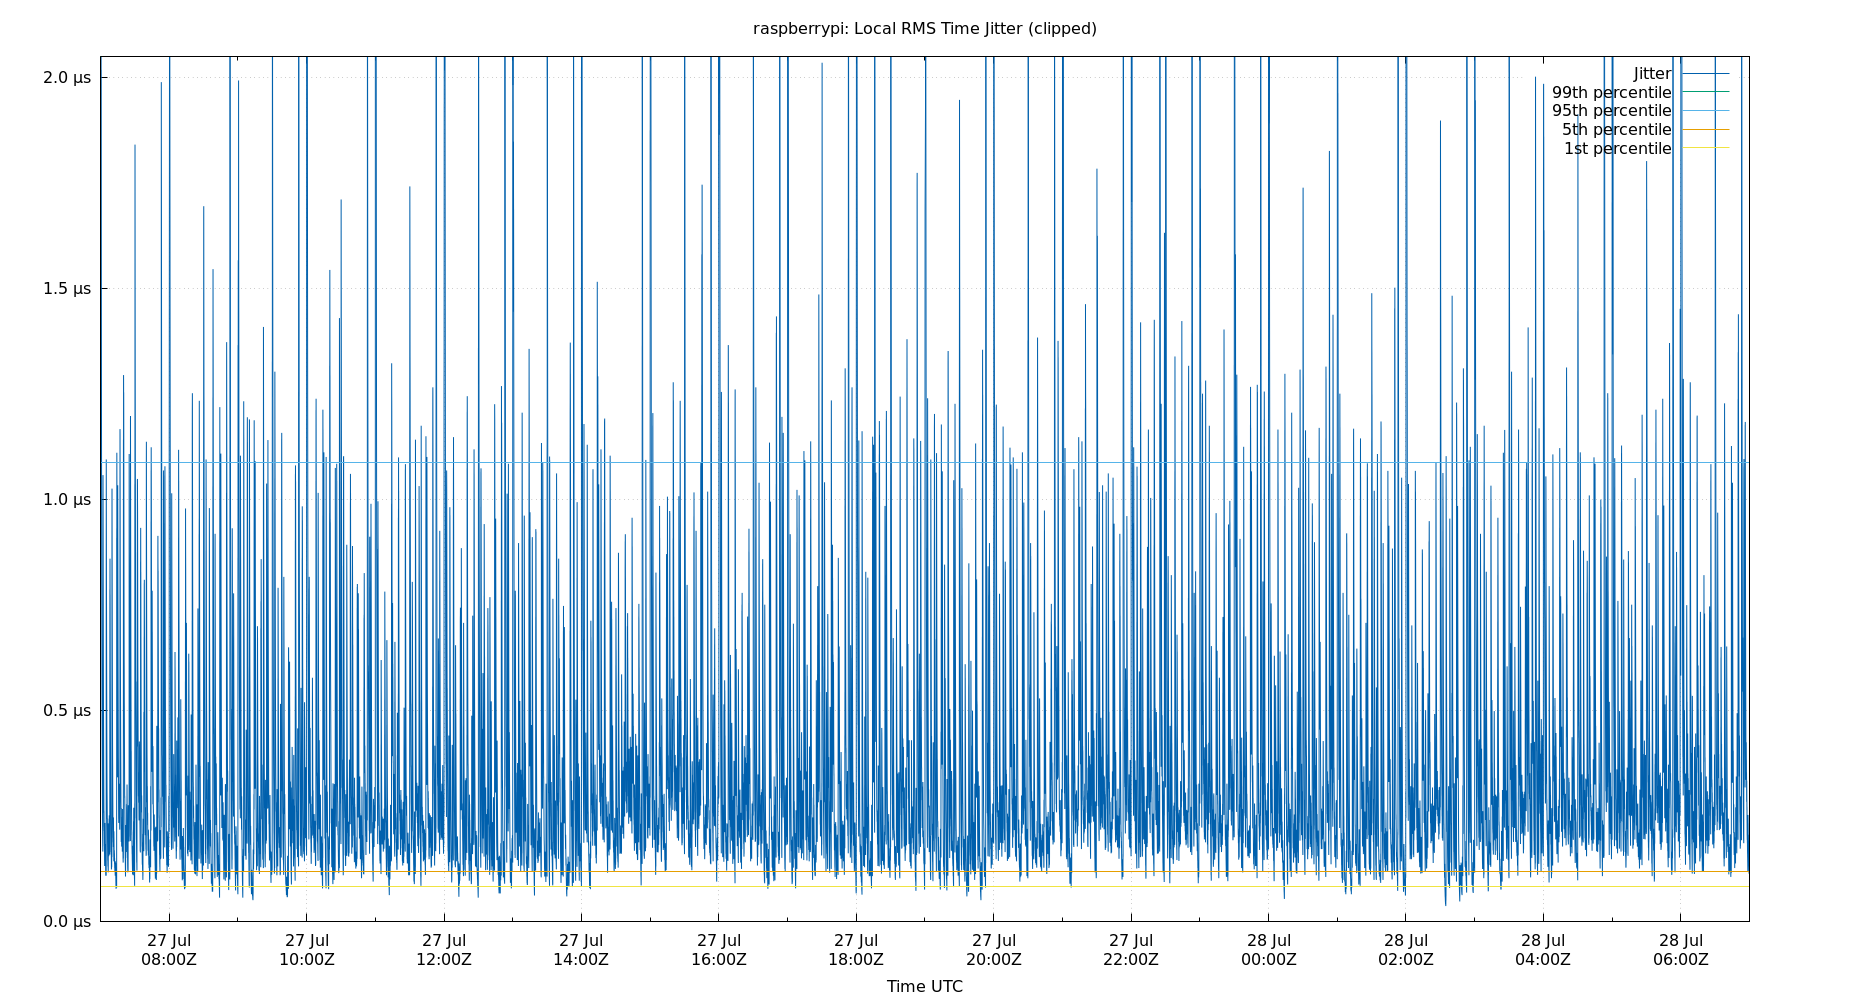 raspberrypi: Local RMS Time Jitter (clipped)
2.0 µs
1.5 µs
1.0 µs
0.5 µs
0.0 µs
Jitter
99th percentile
95th percentile
5th percentile
1st percentile
27 Jul 27 Jul 27 Jul 27 Jul 27 Jul 27 Jul 27 Jul 27 Jul 28 Jul 28 Jul 28 Jul 28 Jul
08:00Z 10:00Z 12:00Z 14:00Z 16:00Z 18:00Z 20:00Z 22:00Z 00:00Z 02:00Z 04:00Z 06:00Z
Time UTC